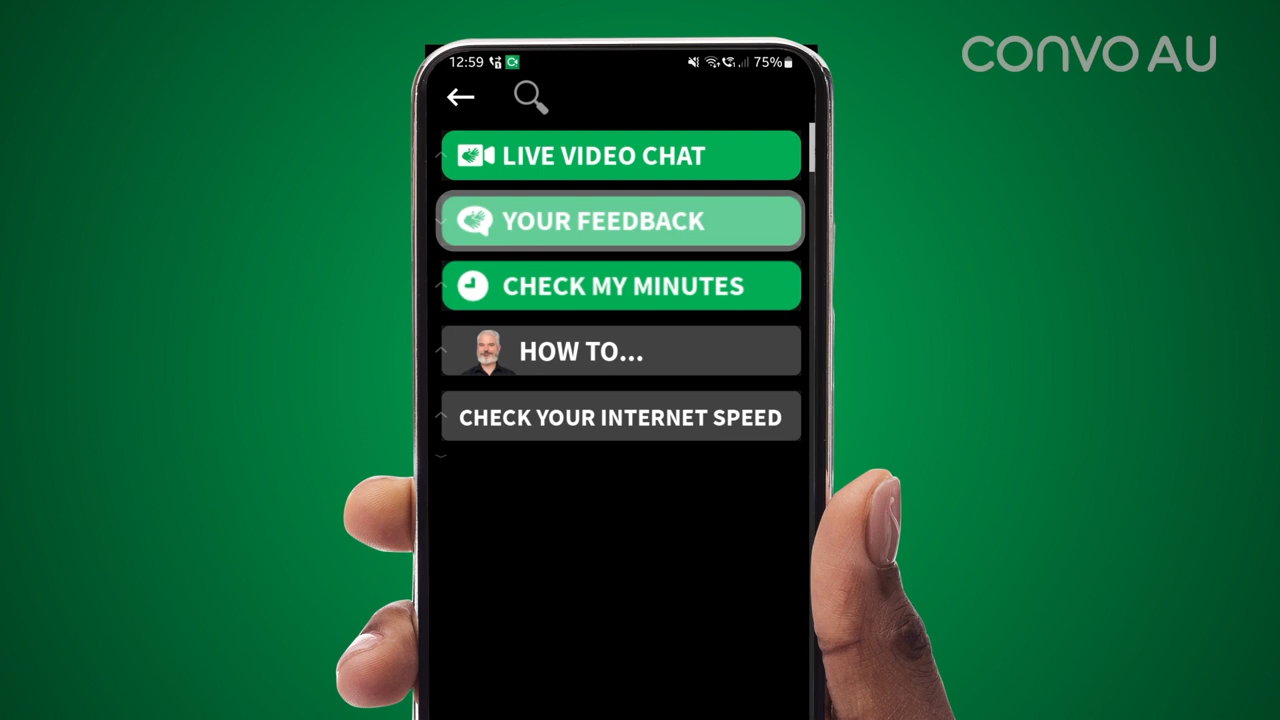 CONVO AU
12:59
75%
LIVE VIDEO CHAT
YOUR FEEDBACK
CHECK MY MINUTES
HOW TO...
CHECK YOUR INTERNET SPEED